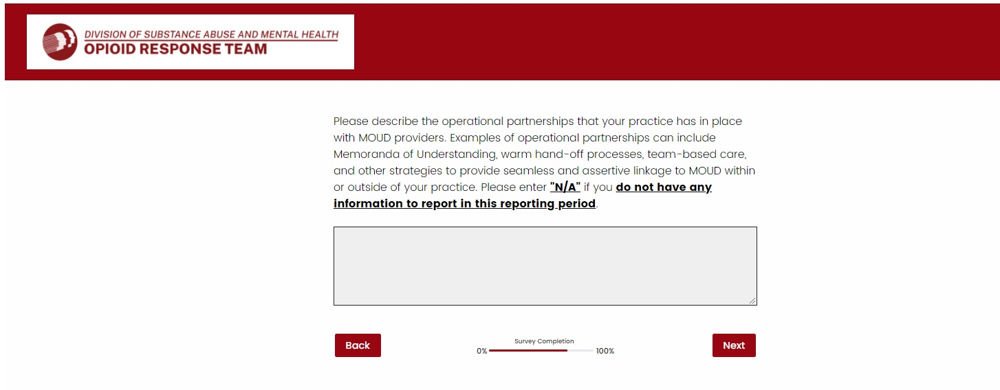 DIVISION OF SUBSTANCE ABUSE AND MENTAL HEALTH
OPIOID RESPONSE TEAM
Please describe the operational partnerships that your practice has in place
with MOUD providers. Examples of operational partnerships can include
Memoranda of Understanding, warm hand-off processes, team-based care,
and other strategies to provide seamless and assertive linkage to MOUD within
or outside of your practice. Please enter "N/A" if you do not have any
information to report in this reporting period.
Back
Survey Completion
0% 100%
Next